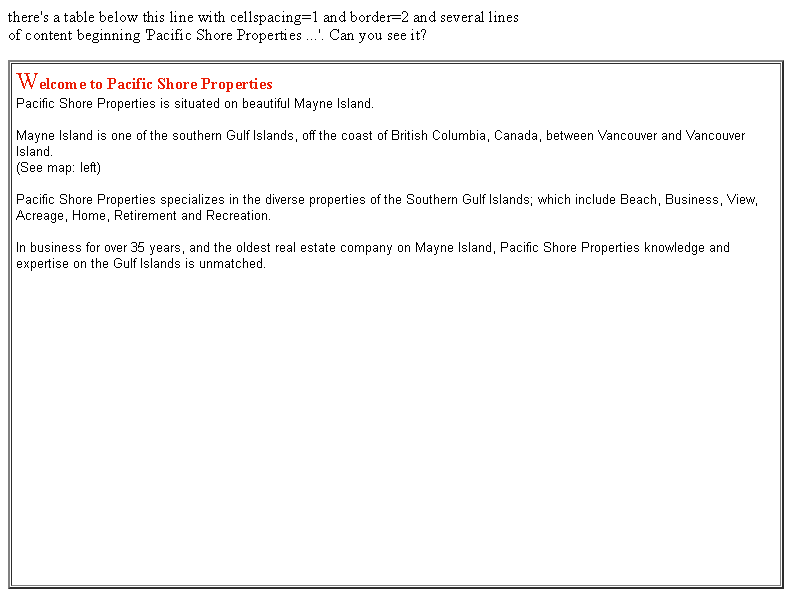 there's a table below this line with cellspacing=1 and border=2 and several lines
of content beginning 'Pacific Shore Properties ...'. Can you see it?
Welcome to Pacific Shore Properties
Pacific Shore Properties is situated on beautiful Mayne Island.
Mayne Island is one of the southern Gulf Islands, off the coast of British Columbia, Canada, between Vancouver and Vancouver
Island.
(See map: left)
Pacific Shore Properties specializes in the diverse properties of the Southern Gulf Islands; which include Beach, Business, View,
Acreage, Home, Retirement and Recreation.
In business for over 35 years, and the oldest real estate company on Mayne Island, Pacific Shore Properties knowledge and
expertise on the Gulf Islands is unmatched.